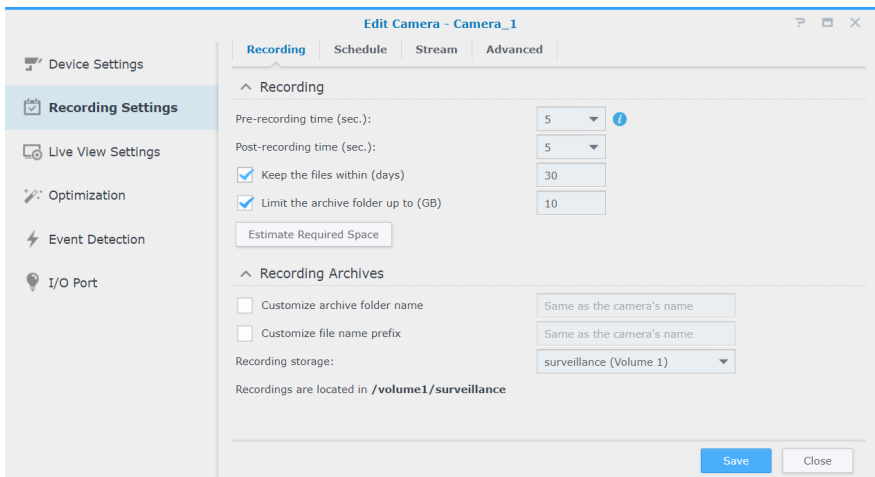 Edit Camera - Camera_1
Device Settings
Recording Settings
Live View Settings
Optimization
Event Detection
I/O Port
Recording Schedule Stream Advanced
Recording
Pre-recording time (sec.): 5
Post-recording time (sec.): 5
Keep the files within (days) 30
Limit the archive folder up to (GB) 10
Estimate Required Space
Recording Archives
Customize archive folder name Same as the camera's name
Customize file name prefix Same as the camera's name
Recording storage: surveillance (Volume 1)
Recordings are located in /volume1/surveillance
Save Close